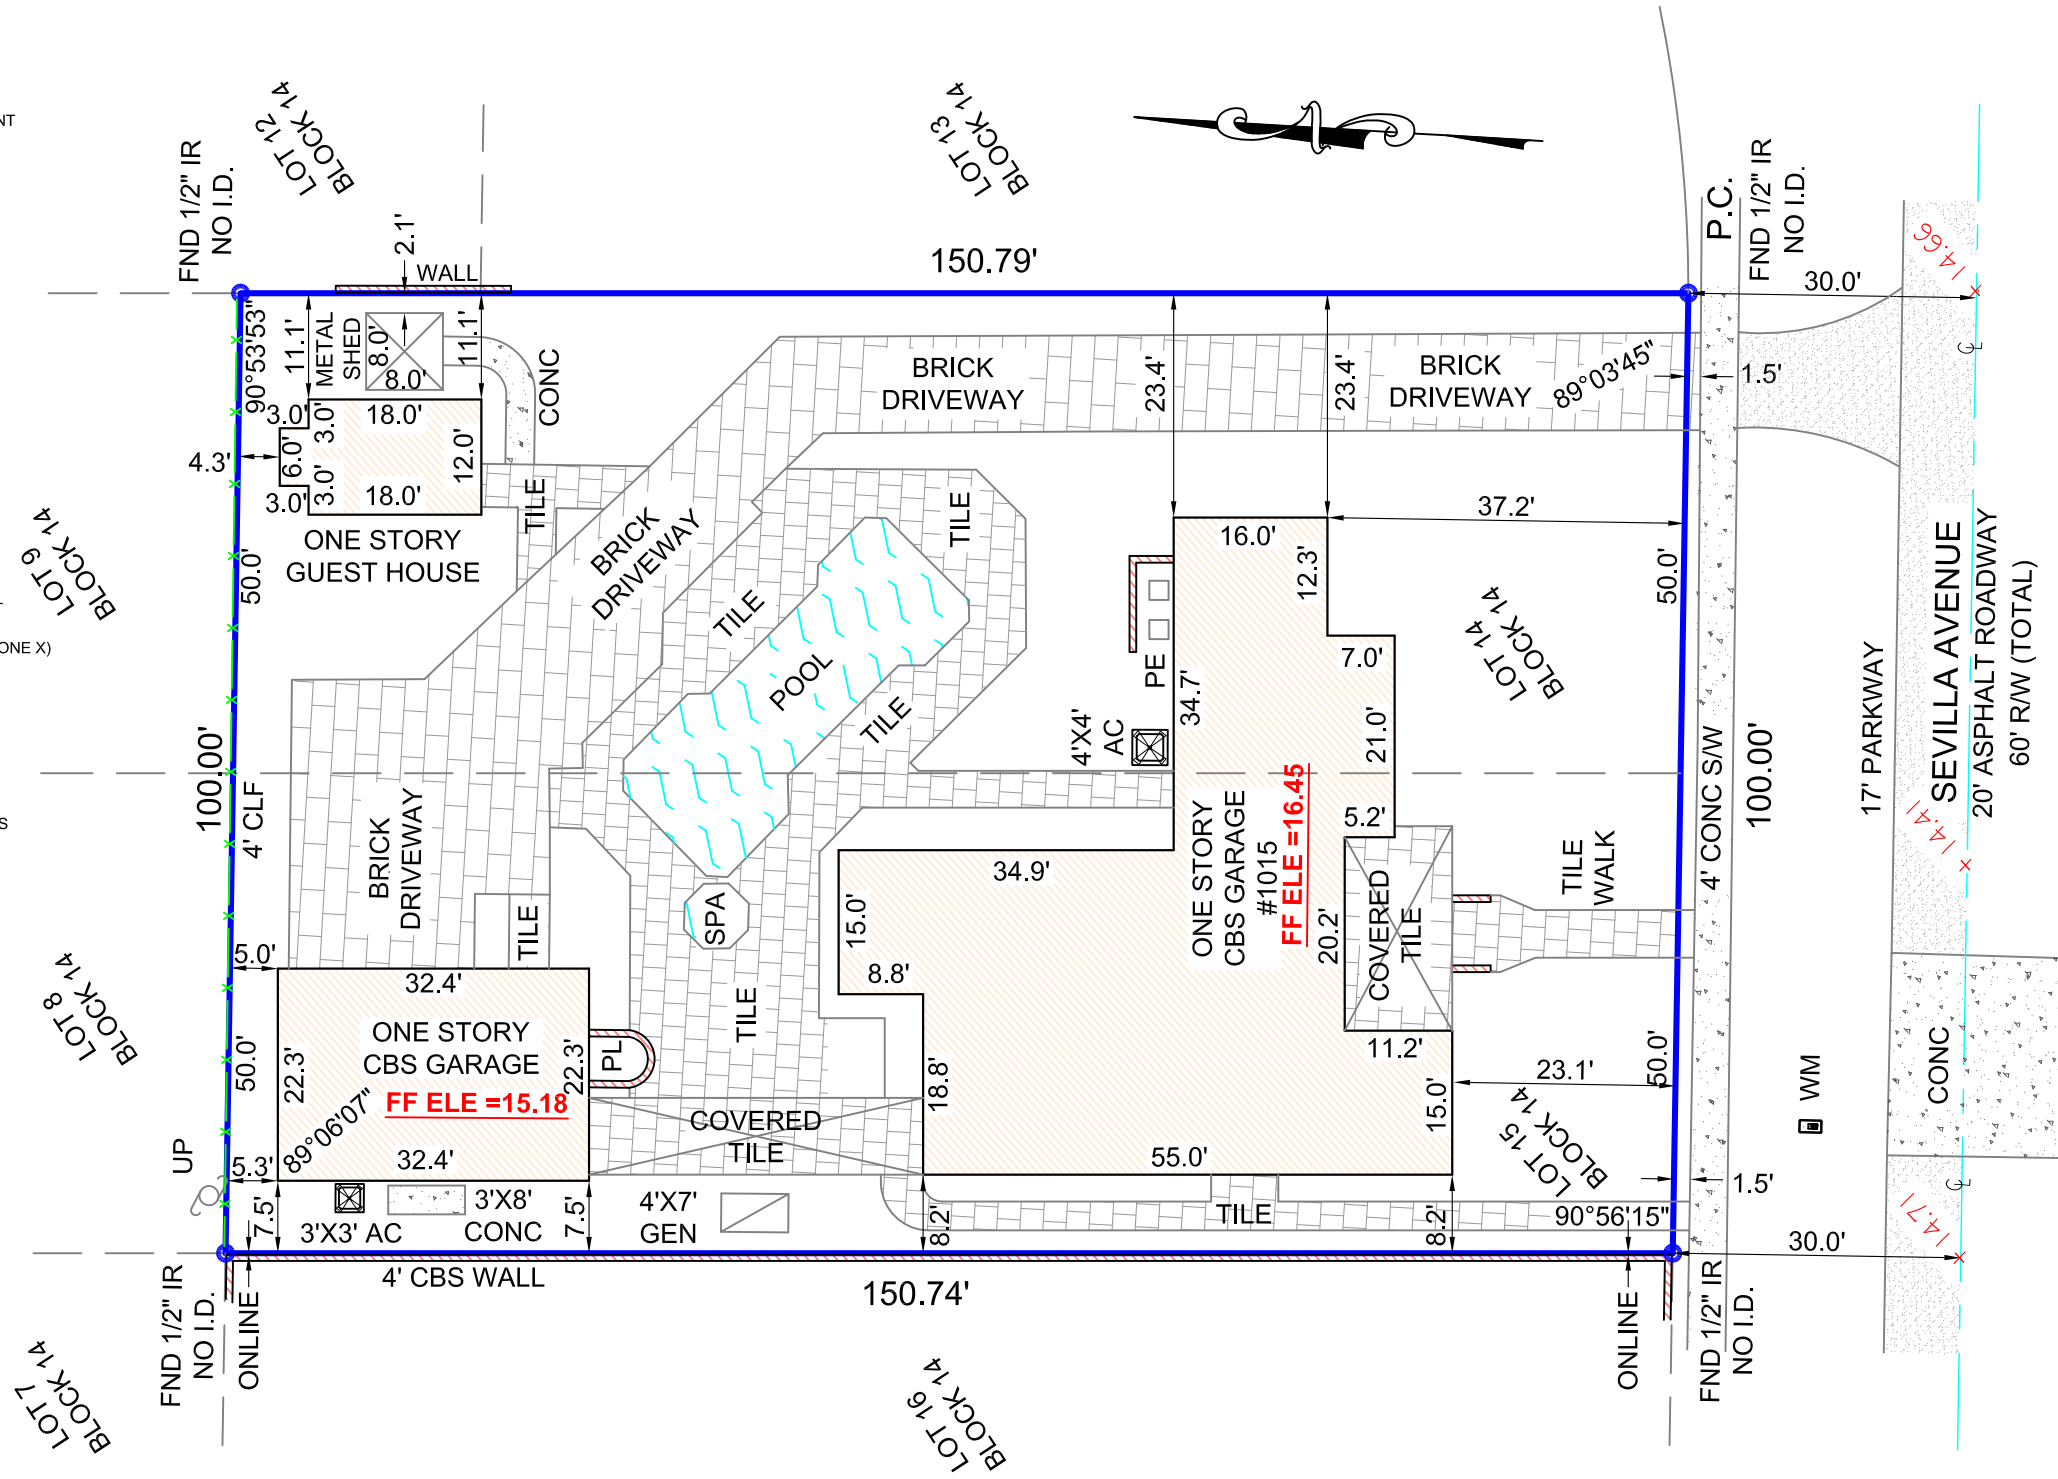 NT
ONE X)
S
LOT 12
BLOCK 14
LOT 13
BLOCK 14
FND 1/2" IR
NO I.D.
2.1'
WALL
150.79'
P.C.
FND 1/2" IR
NO I.D.
30.0'
14.66
90°53'53"
11.1'
METAL
SHED
8.0'
8.0'
11.1'
CONC
BRICK
DRIVEWAY
23.4'
23.4'
BRICK
DRIVEWAY
89°03'45"
1.5'
3.0'
3.0'
18.0'
4.3'
6.0'
12.0'
3.0'
3.0'
18.0'
TILE
ONE STORY
GUEST HOUSE
LOT 9
BLOCK 14
50.0'
BRICK
DRIVEWAY
TILE
TILE
POOL
TILE
16.0'
12.3'
37.2'
50.0'
7.0'
LOT 14
BLOCK 14
PE
34.7'
4'X4'
AC
21.0'
5.2'
ONE STORY
CBS GARAGE
#1015
FF ELE =16.45
100.00'
4' CLF
BRICK
DRIVEWAY
TILE
SPA
TILE
34.9'
15.0'
8.8'
20.2'
COVERED
TILE
TILE
WALK
4' CONC S/W
100.00'
17' PARKWAY
SEVILLA AVENUE
20' ASPHALT ROADWAY
60' R/W (TOTAL)
14.41
LOT 8
BLOCK 14
5.0'
32.4'
50.0'
22.3'
ONE STORY
CBS GARAGE
FF ELE =15.18
22.3'
PL
89°06'07"
32.4'
5.3'
UP
COVERED
TILE
18.8'
55.0'
11.2'
15.0'
23.1'
50.0'
LOT 15
BLOCK 14
WM
CONC
1.5'
14.71
7.5'
3'X3' AC
3'X8'
CONC
7.5'
4'X7'
GEN
8.2'
TILE
8.2'
90°56'15"
30.0'
4' CBS WALL
150.74'
FND 1/2" IR
NO I.D.
ONLINE
ONLINE
FND 1/2" IR
NO I.D.
LOT 7
BLOCK 14
LOT 16
BLOCK 14